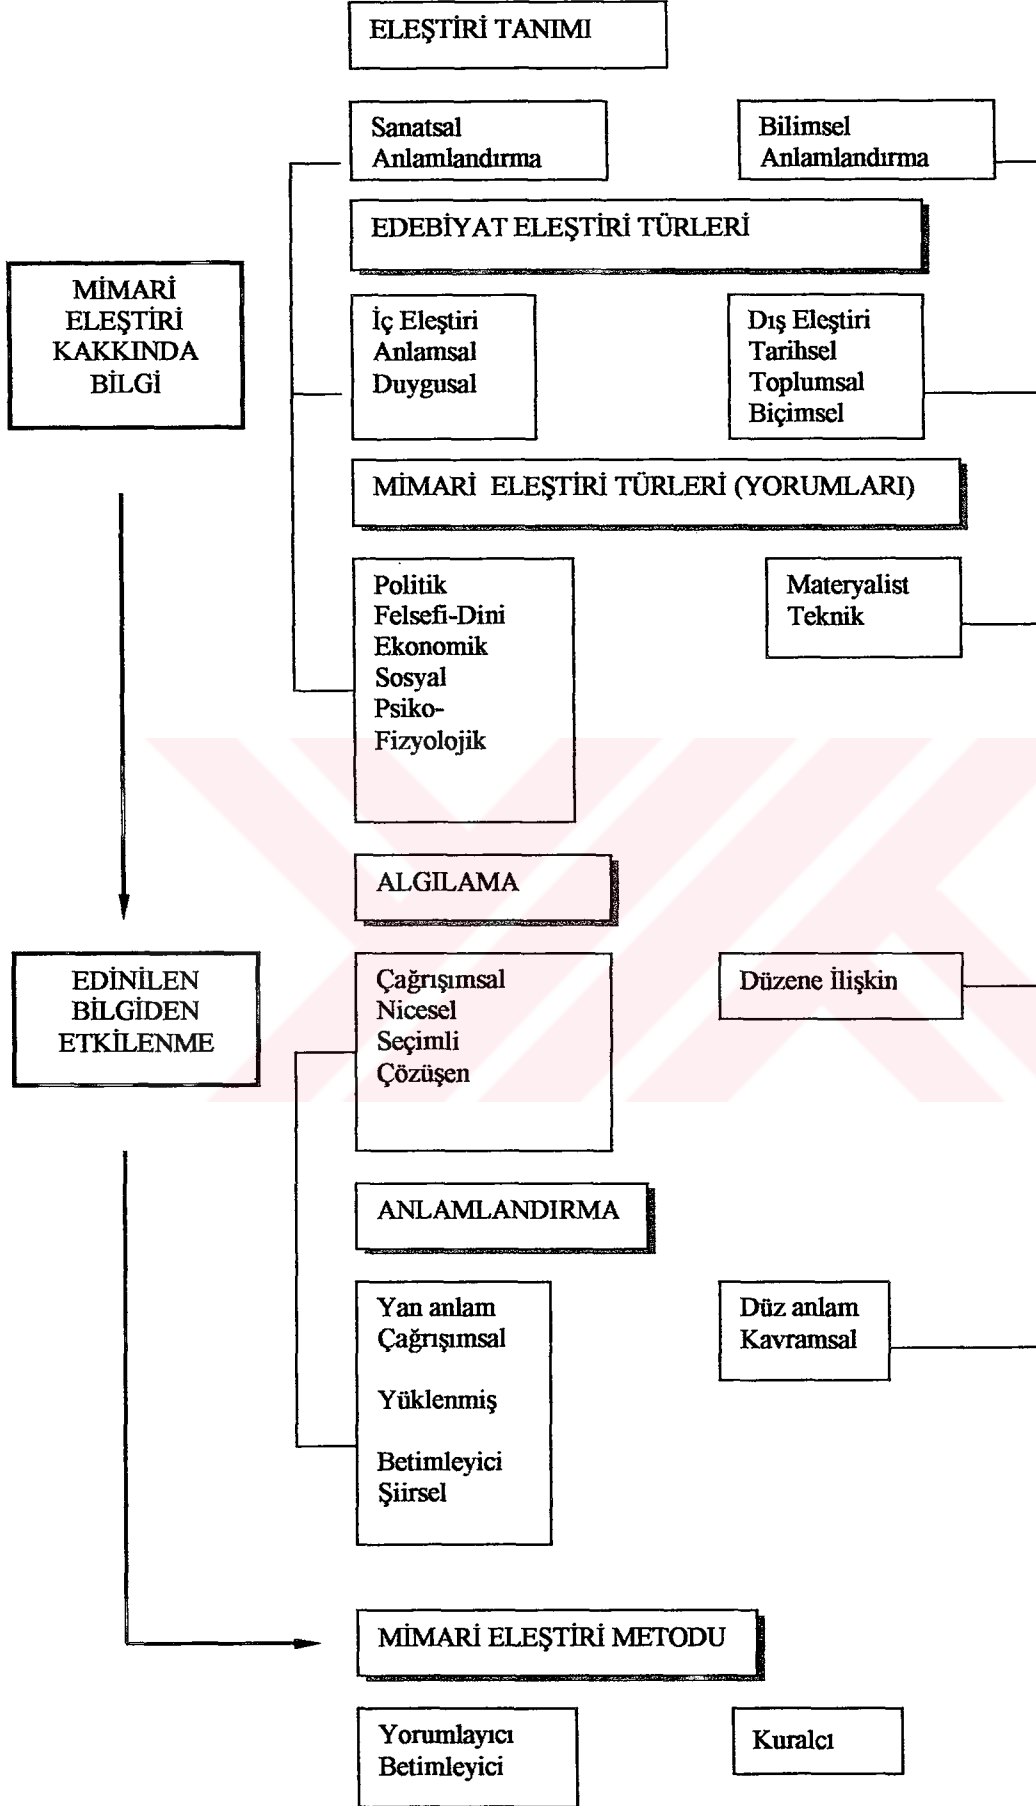 ELEŞTİRİ TANIMI
Sanatsal
Anlamlandırma
Bilimsel
Anlamlandırma
EDEBİYAT ELEŞTİRİ TÜRLERİ
MİMARİ
ELEŞTİRİ
KAKKINDA
BİLGİ
İç Eleştiri
Anlamsal
Duygusal
Dış Eleştiri
Tarihsel
Toplumsal
Biçimsel
MİMARİ ELEŞTİRİ TÜRLERİ (YORUMLARI)
Politik
Felsefi-Dini
Ekonomik
Sosyal
Psiko-
Fizyolojik
Materyalist
Teknik
ALGILAMA
EDİNİLEN
BİLGİDEN
ETKİLENME
Çağrışımsal
Nicesel
Seçimli
Çözüşen
Düzene İlişkin
ANLAMLANDIRMA
Yan anlam
Çağrışımsal
Yüklenmiş
Betimleyici
Şiirsel
Düz anlam
Kavramsal
MİMARİ ELEŞTİRİ METODU
Yorumlayıcı
Betimleyici
Kuralcı